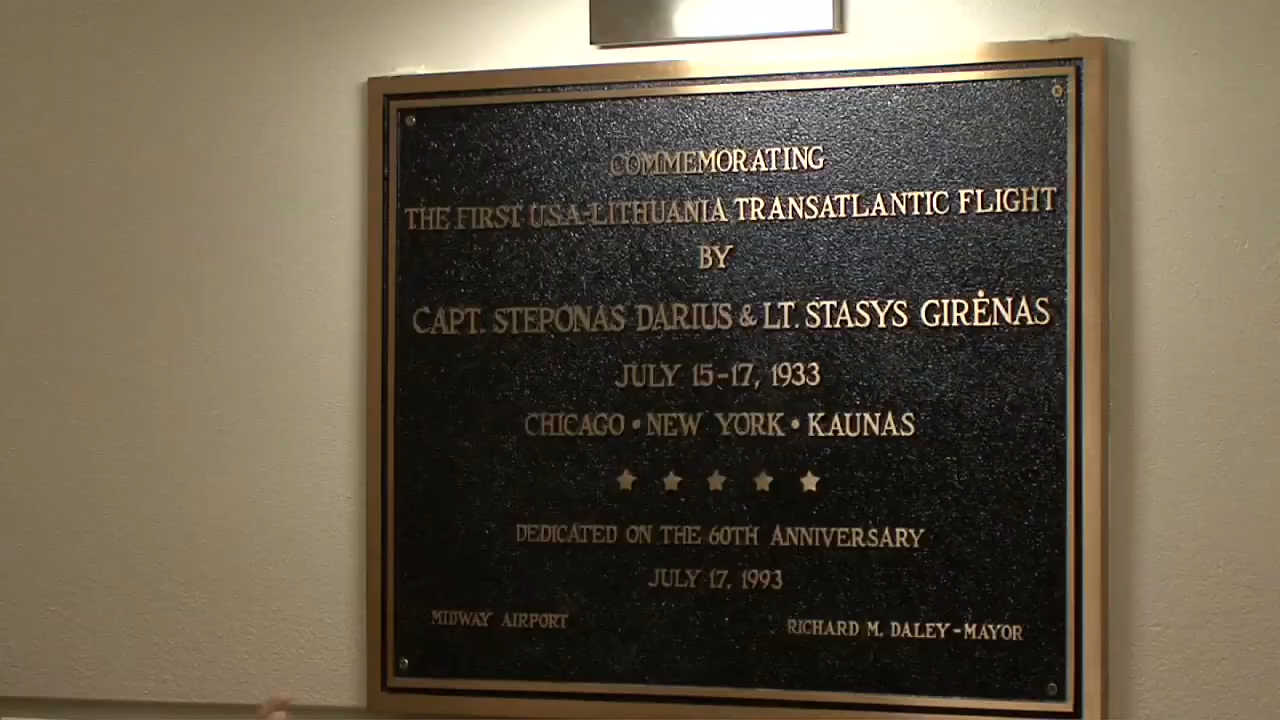 COMMEMORATING
THE FIRST USA-LITHUANIA TRANSATLANTIC FLIGHT
BY
CAPT. STEPONAS DARIUS & LT. STASYS GIRĖNAS
JULY 15-17, 1933
CHICAGO • NEW YORK • KAUNAS
DEDICATED ON THE 60TH ANNIVERSARY
JULY 17, 1993
MIDWAY AIRPORT
RICHARD M. DALEY-MAYOR